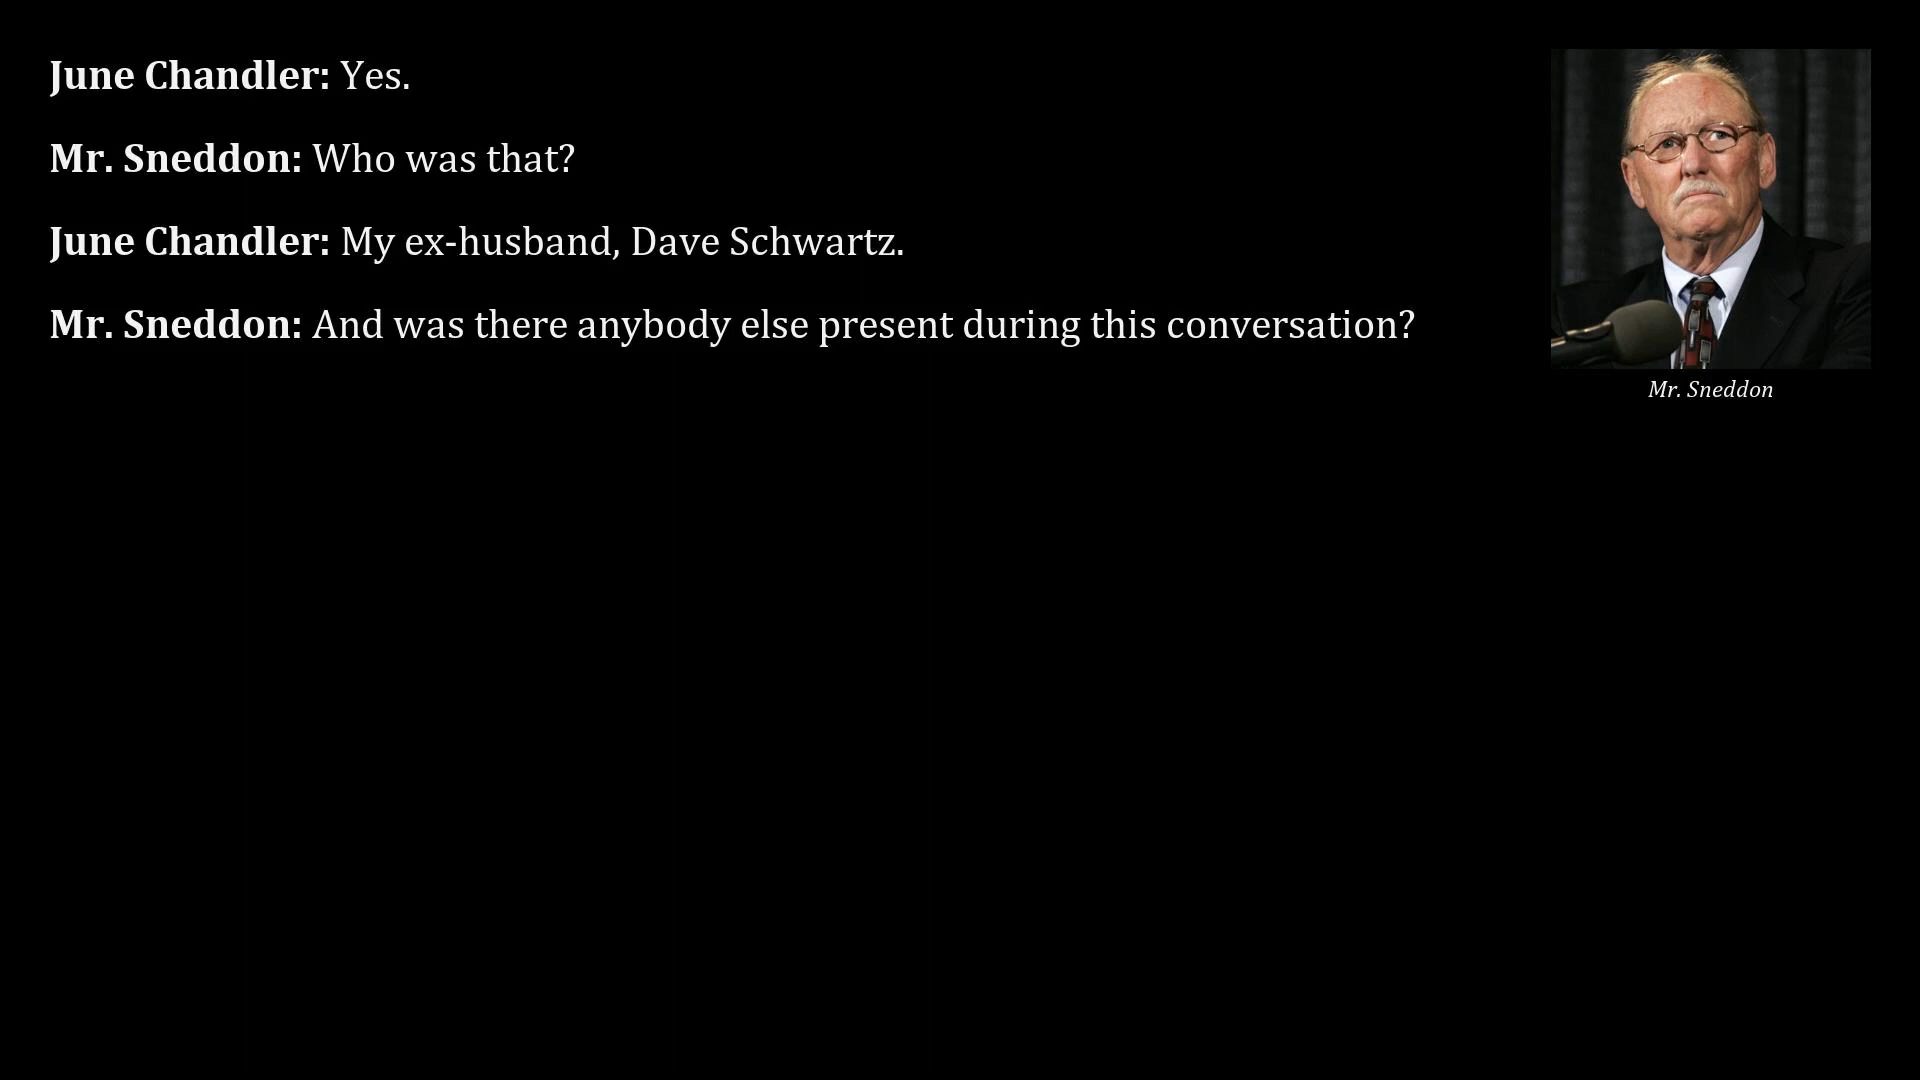 June Chandler: Yes.
Mr. Sneddon: Who was that?
June Chandler: My ex-husband, Dave Schwartz.
Mr. Sneddon: And was there anybody else present during this conversation?
Mr. Sneddon